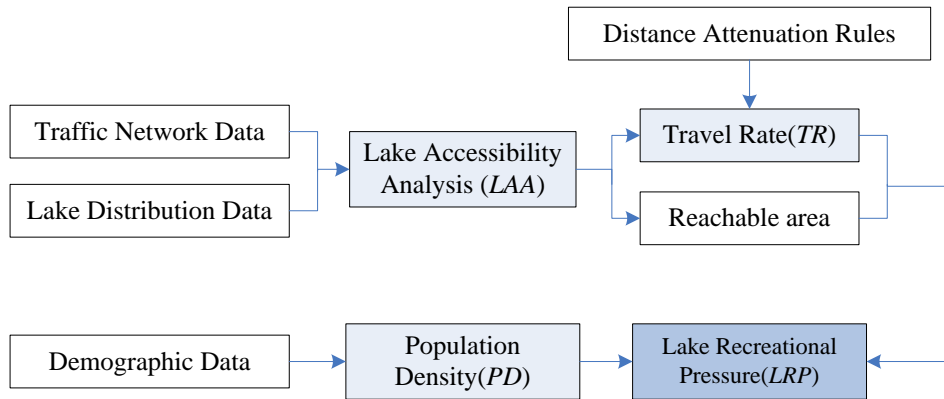 Distance Attenuation Rules
Traffic Network Data
Lake Accessibility
Analysis (LAA)
Travel Rate(TR)
Lake Distribution Data
Reachable area
Demographic Data
Population
Density(PD)
Lake Recreational
Pressure(LRP)